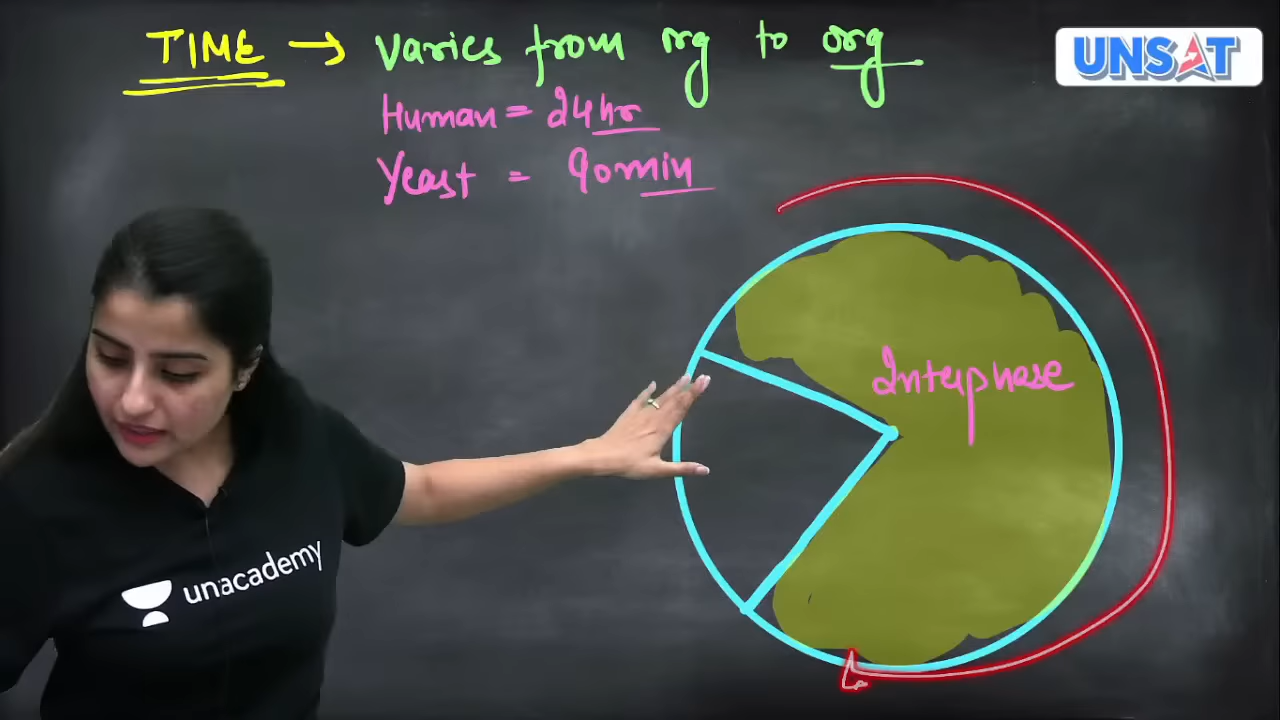 TIME → varies from org to org
UNSAT
Human = 24hr
Yeast = 90min
Interphase
unacademy